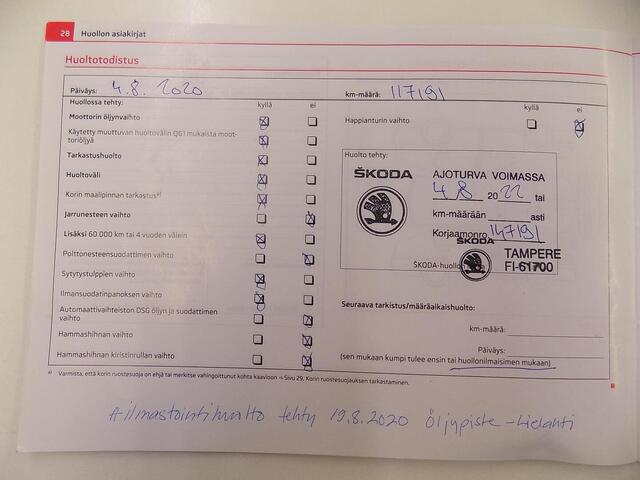 28 Huollon asiakirjat
Huoltotodistus
Päiväys: 4.8. 2020
km-määrä: 117191
Huollossa tehty: kyllä ei
kyllä ei
Moottorin öljynvaihto
Happianturin vaihto
Käytetty muuttuvan huoltovälin QG1 mukaista moot-
toriöljyä
Tarkastushuolto
Huoltoväli
Korin maalipinnan tarkastus a)
Jarrunesteen vaihto
Lisäksi 60 000 km tai 4 vuoden välein
Polttonesteensuodattimen vaihto
Sytytystulppien vaihto
Ilmansuodatinpanoksen vaihto
Automaattivaihteiston DSG öljyn ja suodattimen
vaihto
Hammashihnan vaihto
Hammashihnan kiristinrullan vaihto
Huolto tehty:
ŠKODA AJOTURVA VOIMASSA
4 8 2022 tai
km-määrään asti
Korjaamonro 147191
ŠKODA
ŠKODA-huollo
TAMPERE
FI-61700
Seuraava tarkistus/määräaikaishuolto:
km-määrä:
Päiväys:
(sen mukaan kumpi tulee ensin tai huollonilmaisimen mukaan)
a) Varmista, että korin ruostesuoja on ehjä tai merkitse vahingoittunut kohta kaavioon ⇒ Sivu 29, Korin ruostesuojauksen tarkastaminen.
Ailmastointihuolto tehty 19.8.2020 Öljypiste -Lielahti